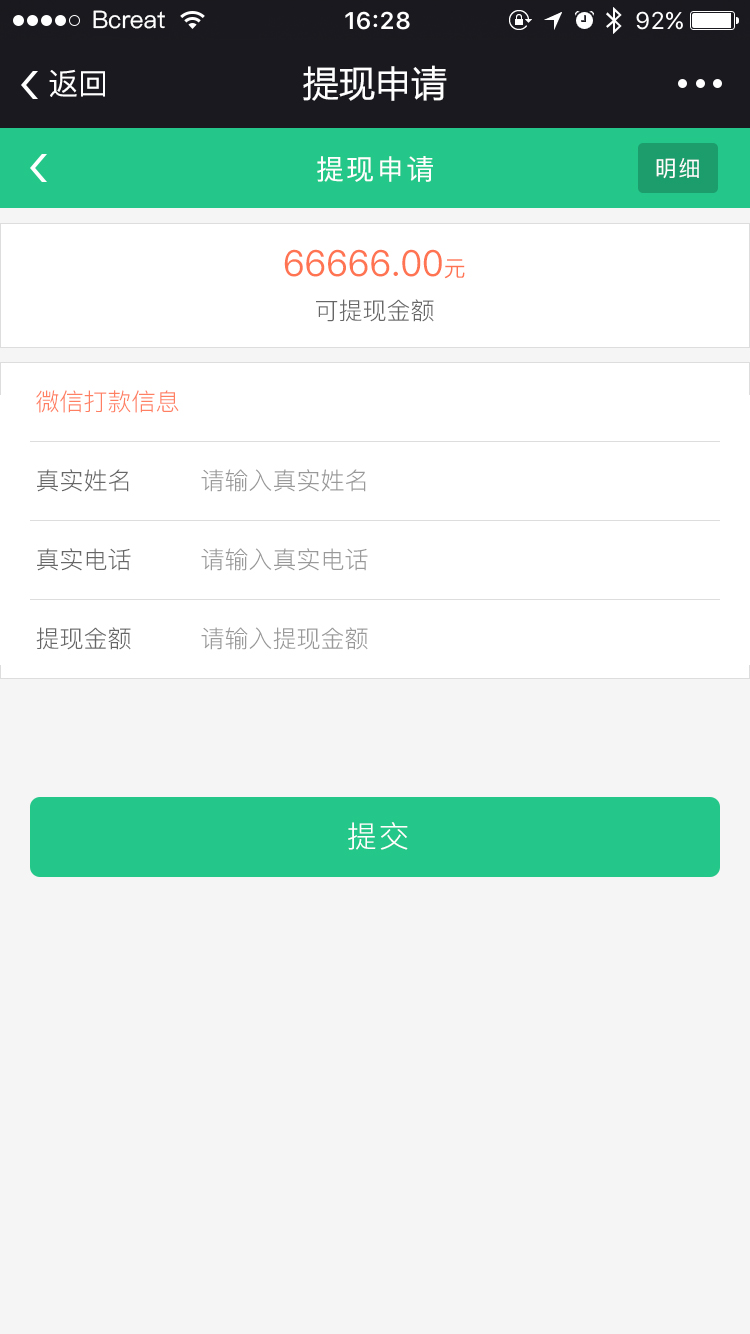 Bcreat 16:28 92%
返回 提现申请
提现申请 明细
66666.00元
可提现金额
微信打款信息
真实姓名 请输入真实姓名
真实电话 请输入真实电话
提现金额 请输入提现金额
提交